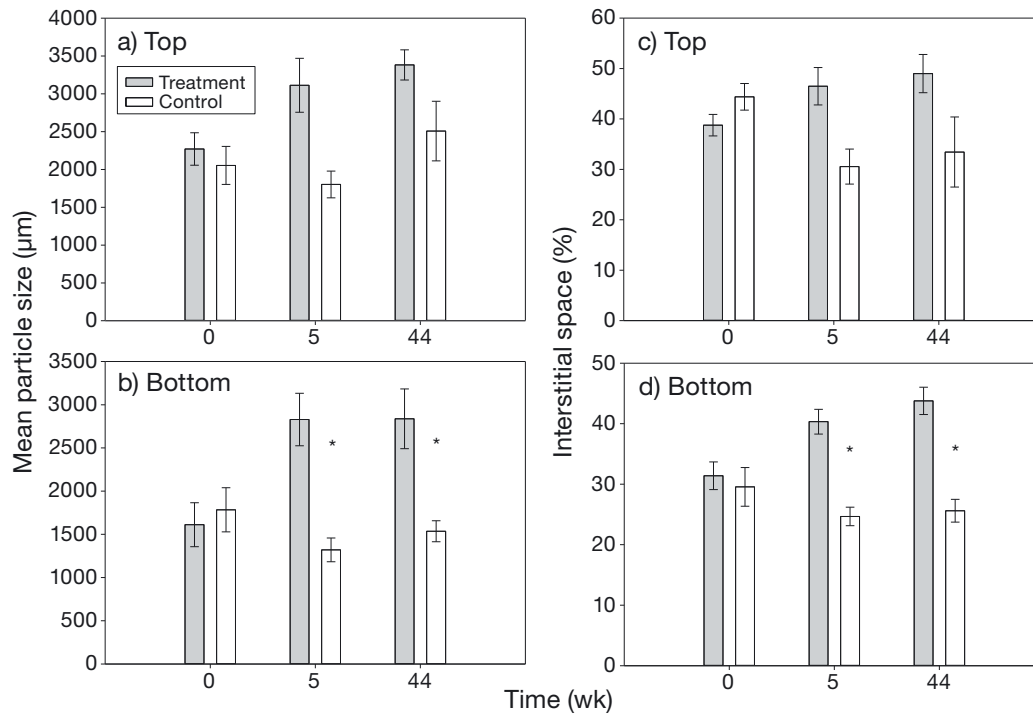 Mean particle size (µm)
a) Top
Treatment
Control
4000
3500
3000
2500
2000
1500
1000
500
0
0 5 44
b) Bottom
3500
3000
2500
2000
1500
1000
500
0
*
*
0 5 44
Interstitial space (%)
c) Top
60
50
40
30
20
10
0
0 5 44
d) Bottom
50
40
30
20
10
0
*
*
0 5 44
Time (wk)